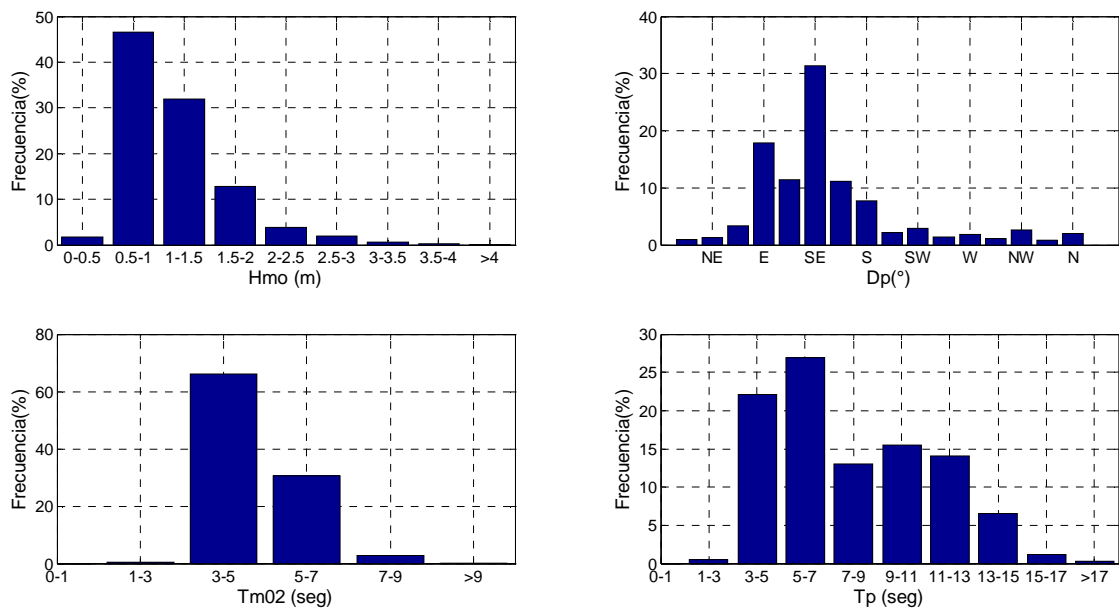 50
40
30
20
10
0
Frecuencia(%)
0-0.5 0.5-1 1-1.5 1.5-2 2-2.5 2.5-3 3-3.5 3.5-4 >4
Hmo (m)
40
30
20
10
0
Frecuencia(%)
NE E SE S SW W NW N
Dp(°)
80
60
40
20
0
Frecuencia(%)
0-1 1-3 3-5 5-7 7-9 >9
Tm02 (seg)
30
25
20
15
10
5
0
Frecuencia(%)
0-1 1-3 3-5 5-7 7-9 9-11 11-13 13-15 15-17 >17
Tp (seg)